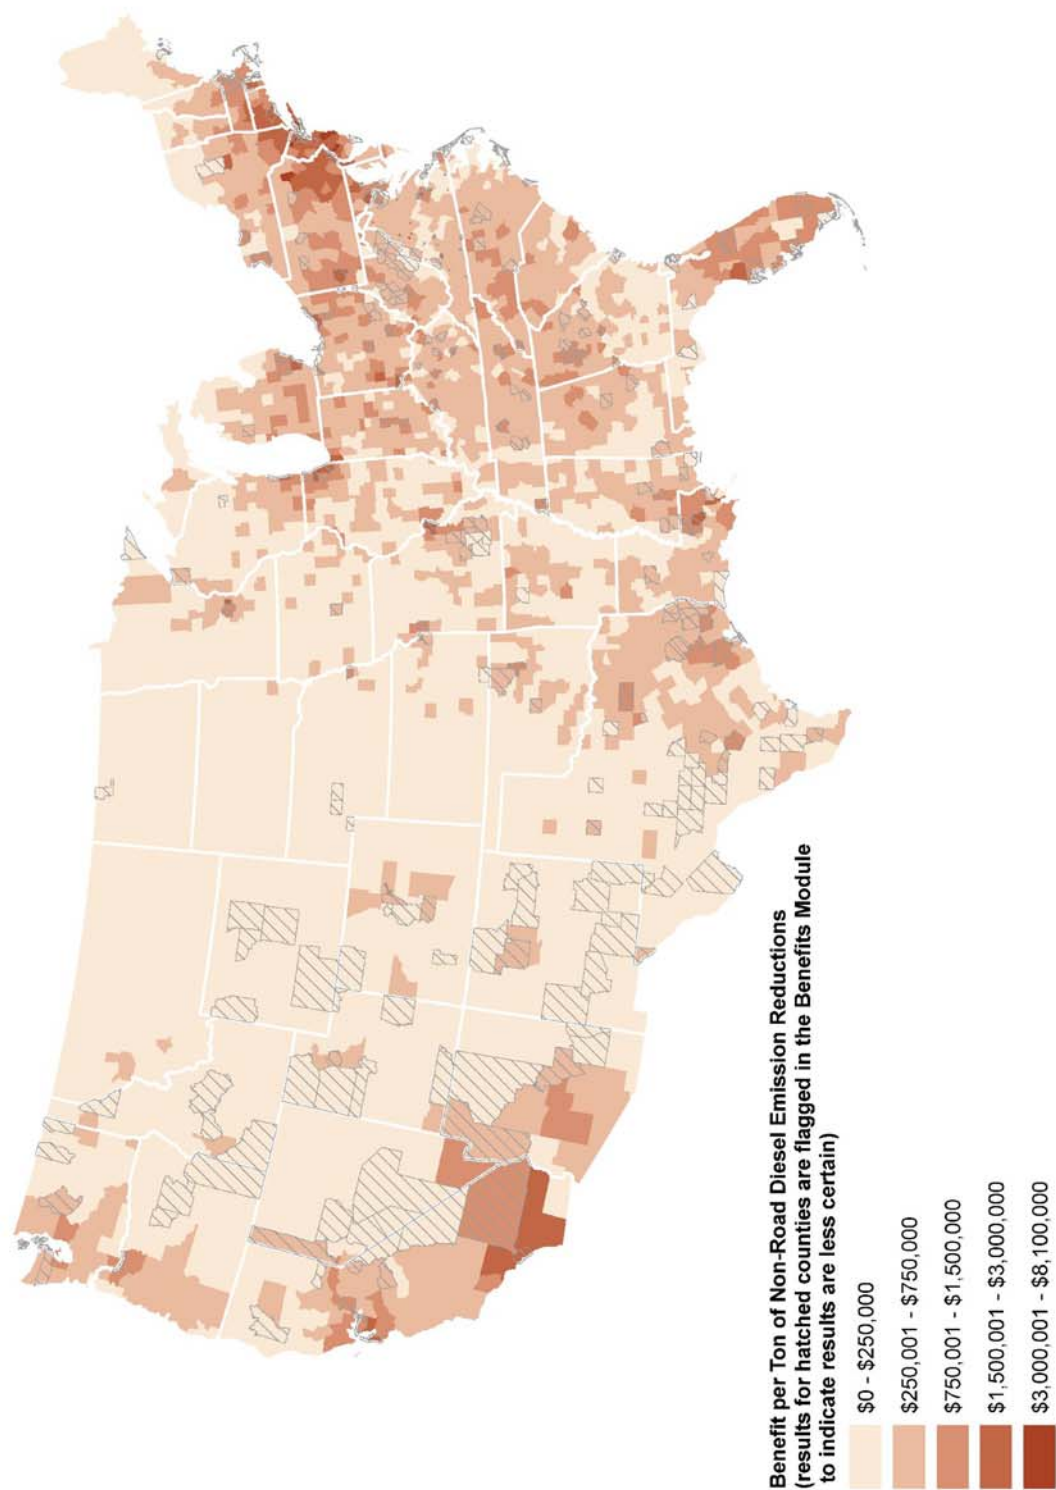 Benefit per Ton of Non-Road Diesel Emission Reductions
(results for hatched counties are flagged in the Benefits Module
to indicate results are less certain)
$0 - $250,000
$250,001 - $750,000
$750,001 - $1,500,000
$1,500,001 - $3,000,000
$3,000,001 - $8,100,000